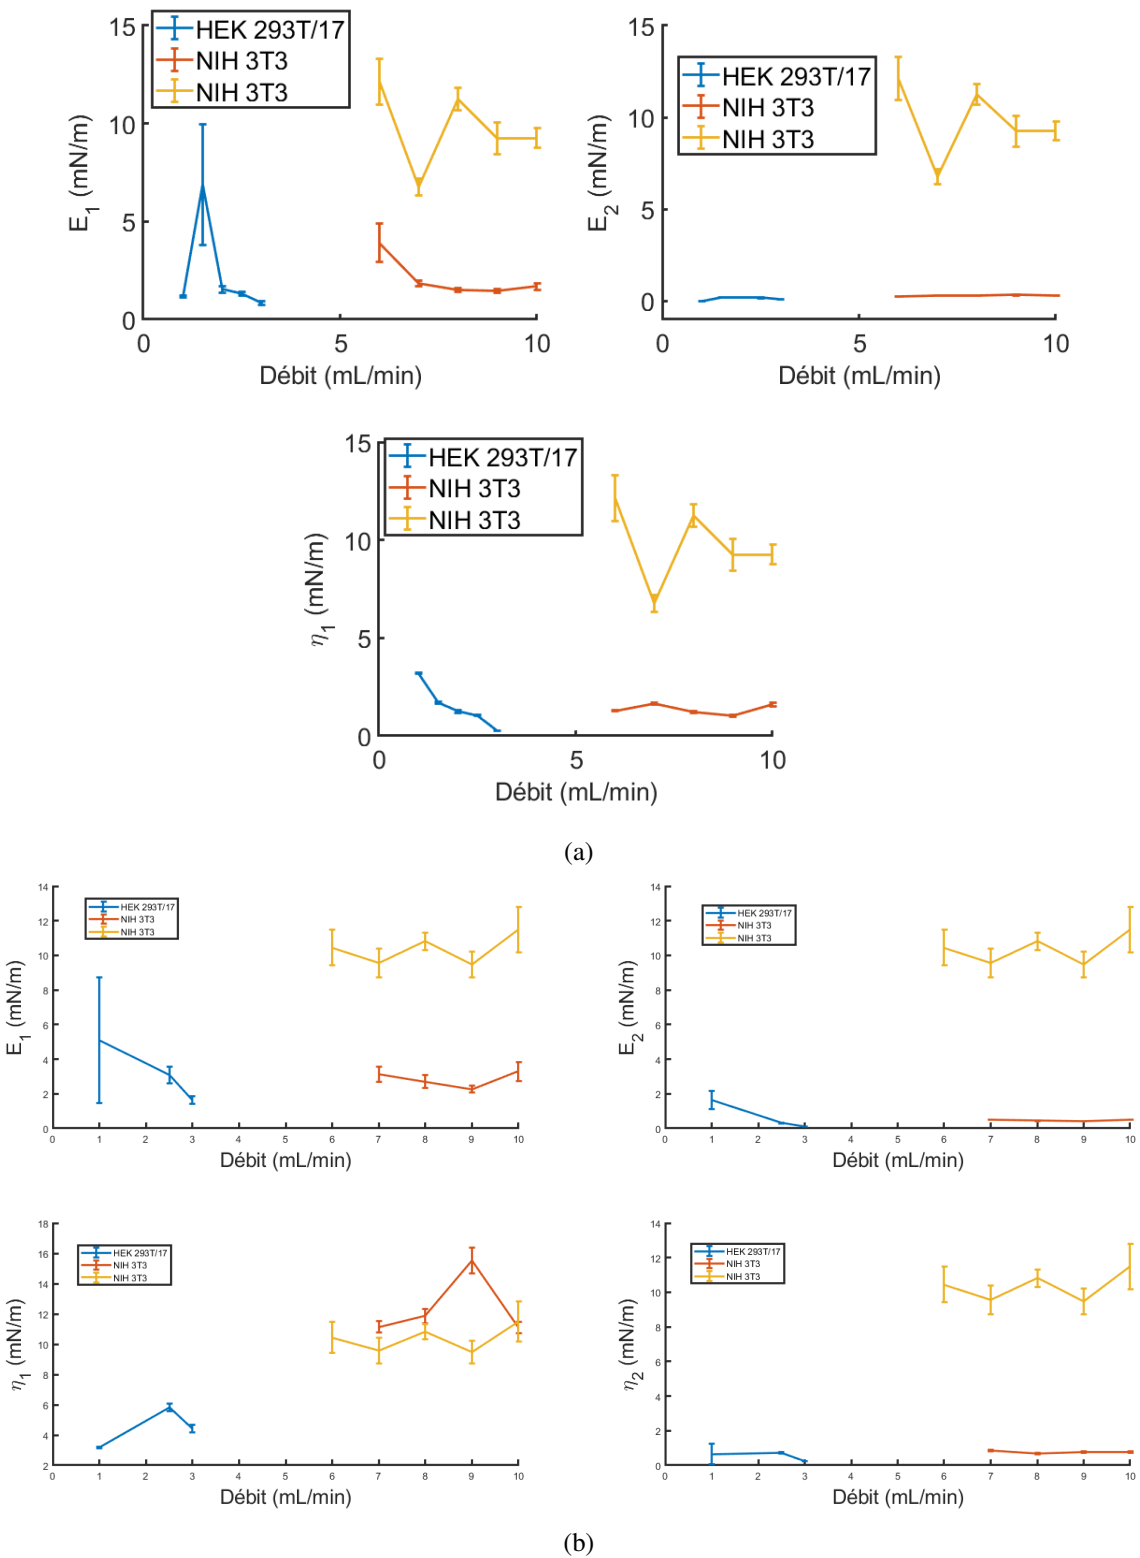 15
10
5
0
0
5
10
E1 (mN/m)
Débit (mL/min)
HEK 293T/17
NIH 3T3
NIH 3T3
15
10
5
0
0
5
10
E2 (mN/m)
Débit (mL/min)
HEK 293T/17
NIH 3T3
NIH 3T3
15
10
5
0
0
5
10
η1 (mN/m)
Débit (mL/min)
HEK 293T/17
NIH 3T3
NIH 3T3
(a)
14
12
10
8
6
4
2
0
0 1 2 3 4 5 6 7 8 9 10
E1 (mN/m)
Débit (mL/min)
HEK 293T/17
NIH 3T3
NIH 3T3
14
12
10
8
6
4
2
0
0 1 2 3 4 5 6 7 8 9 10
E2 (mN/m)
Débit (mL/min)
HEK 293T/17
NIH 3T3
NIH 3T3
18
16
14
12
10
8
6
4
2
0 1 2 3 4 5 6 7 8 9 10
η1 (mN/m)
Débit (mL/min)
HEK 293T/17
NIH 3T3
NIH 3T3
14
12
10
8
6
4
2
0
0 1 2 3 4 5 6 7 8 9 10
η2 (mN/m)
Débit (mL/min)
HEK 293T/17
NIH 3T3
NIH 3T3
(b)